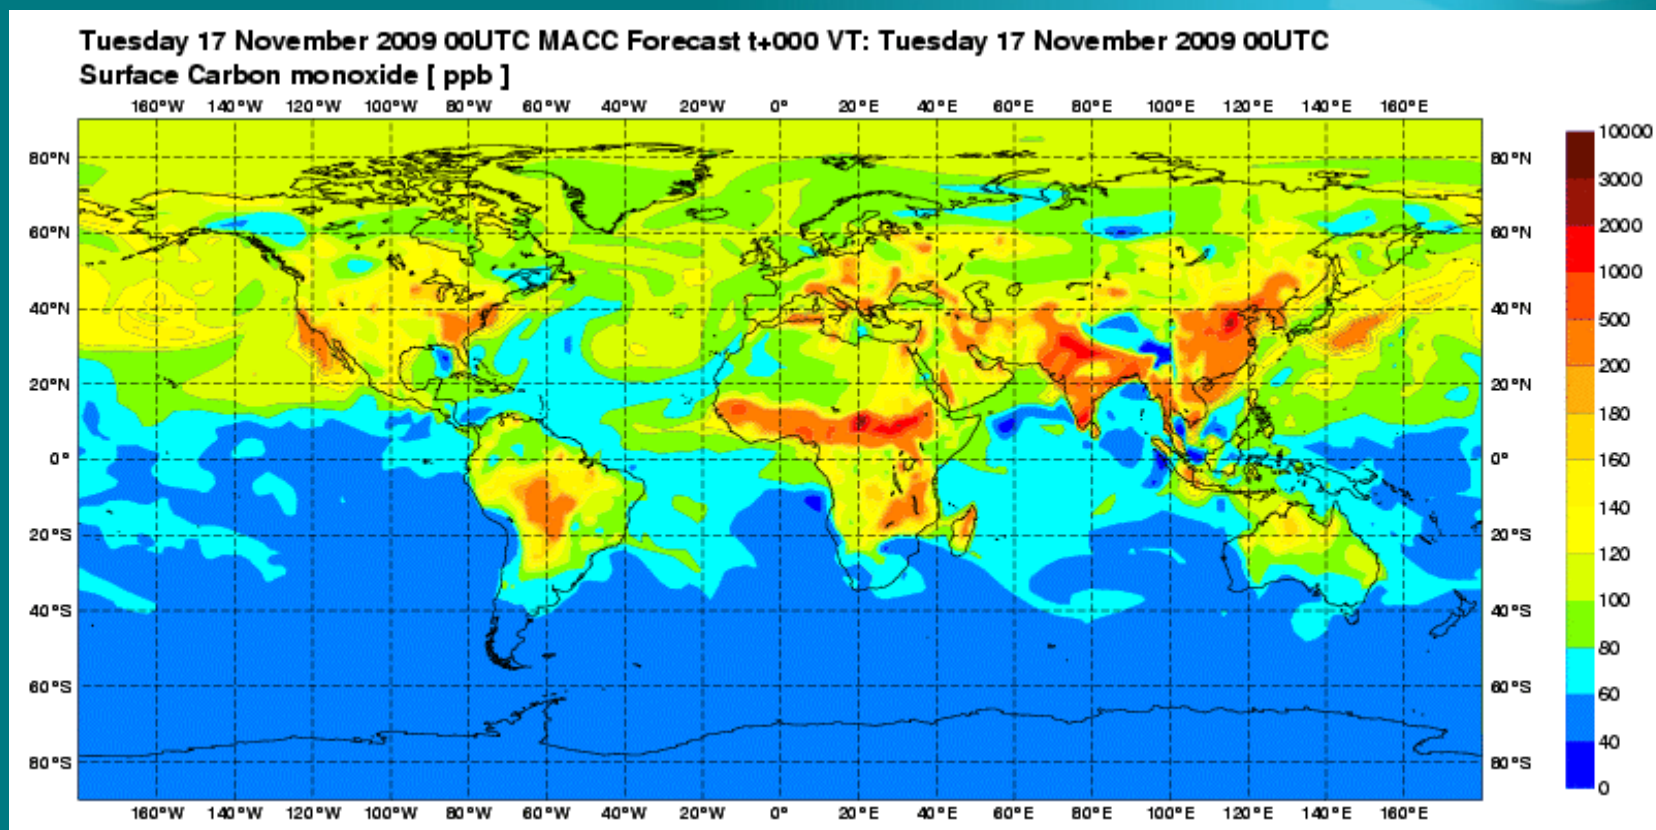 Tuesday 17 November 2009 00UTC MACC Forecast t+000 VT: Tuesday 17 November 2009 00UTC
Surface Carbon monoxide [ ppb ]
160°W 140°W 120°W 100°W 80°W 60°W 40°W 20°W 0° 20°E 40°E 60°E 80°E 100°E 120°E 140°E 160°E
80°N 80°N
60°N 60°N
40°N 40°N
20°N 20°N
0° 0°
20°S 20°S
40°S 40°S
60°S 60°S
80°S 80°S
160°W 140°W 120°W 100°W 80°W 60°W 40°W 20°W 0° 20°E 40°E 60°E 80°E 100°E 120°E 140°E 160°E
10000
3000
2000
1000
500
200
180
160
140
120
100
80
60
40
0